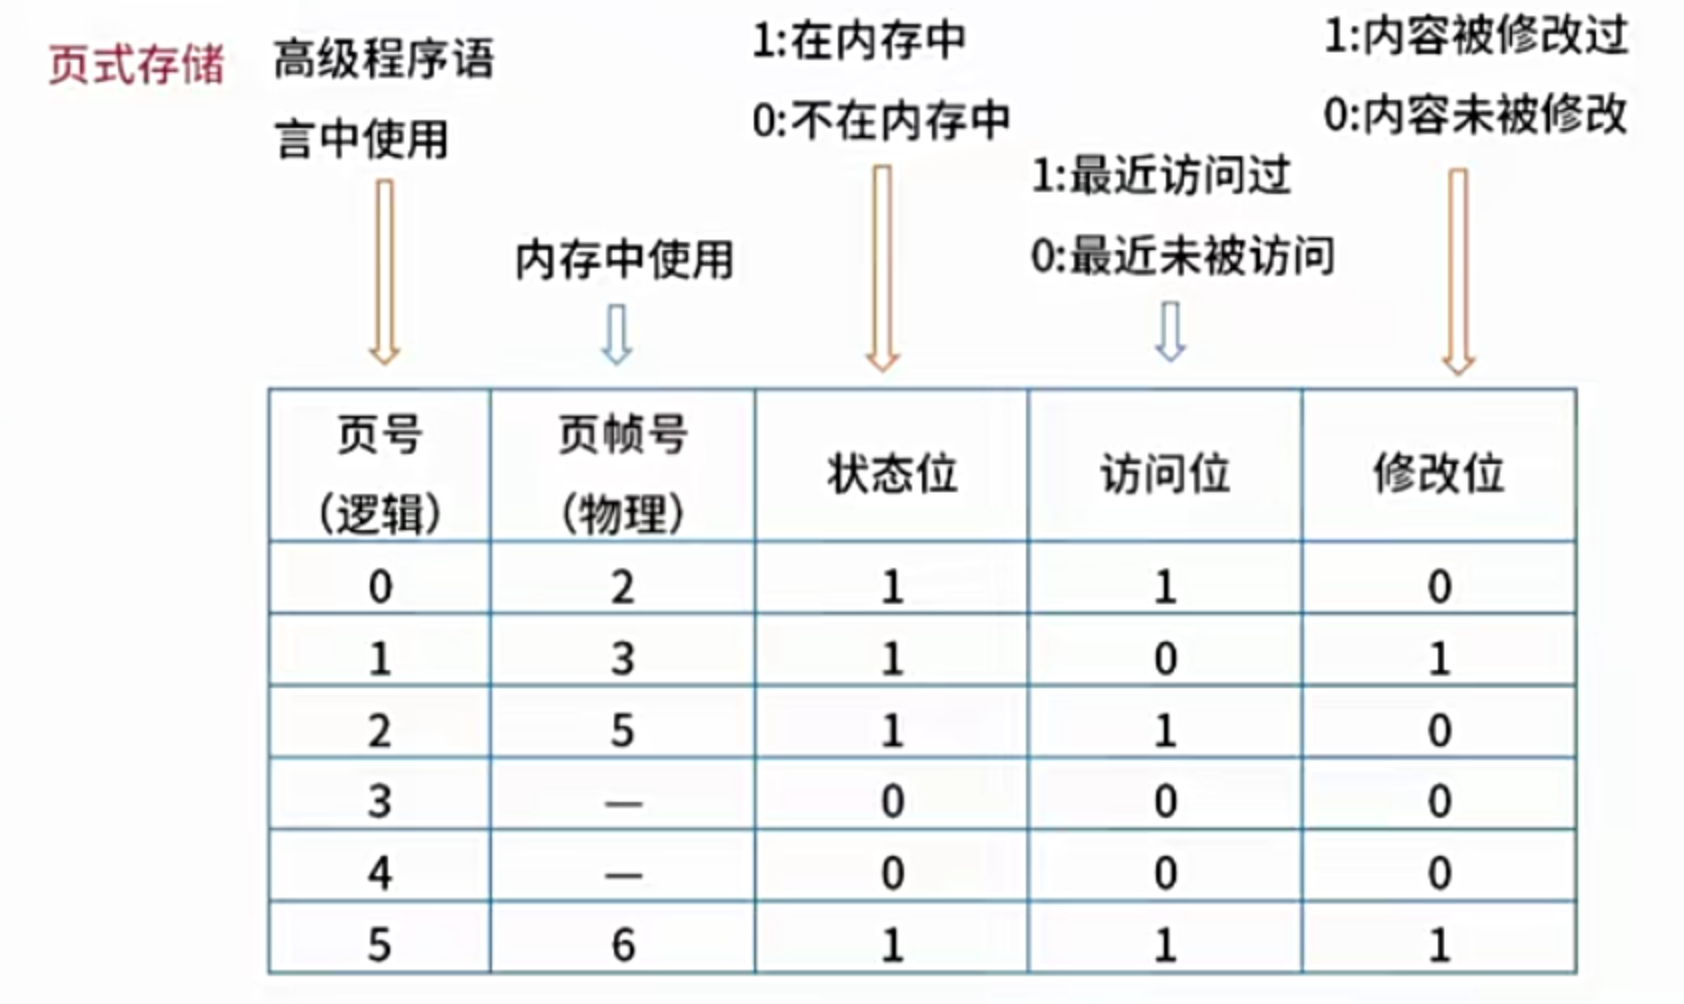 页式存储
高级程序语
言中使用
内存中使用
1:在内存中
0:不在内存中
1:最近访问过
0:最近未被访问
1:内容被修改过
0:内容未被修改
页号
（逻辑）
页帧号
（物理）
状态位
访问位
修改位
0 2 1 1 0
1 3 1 0 1
2 5 1 1 0
3 — 0 0 0
4 — 0 0 0
5 6 1 1 1